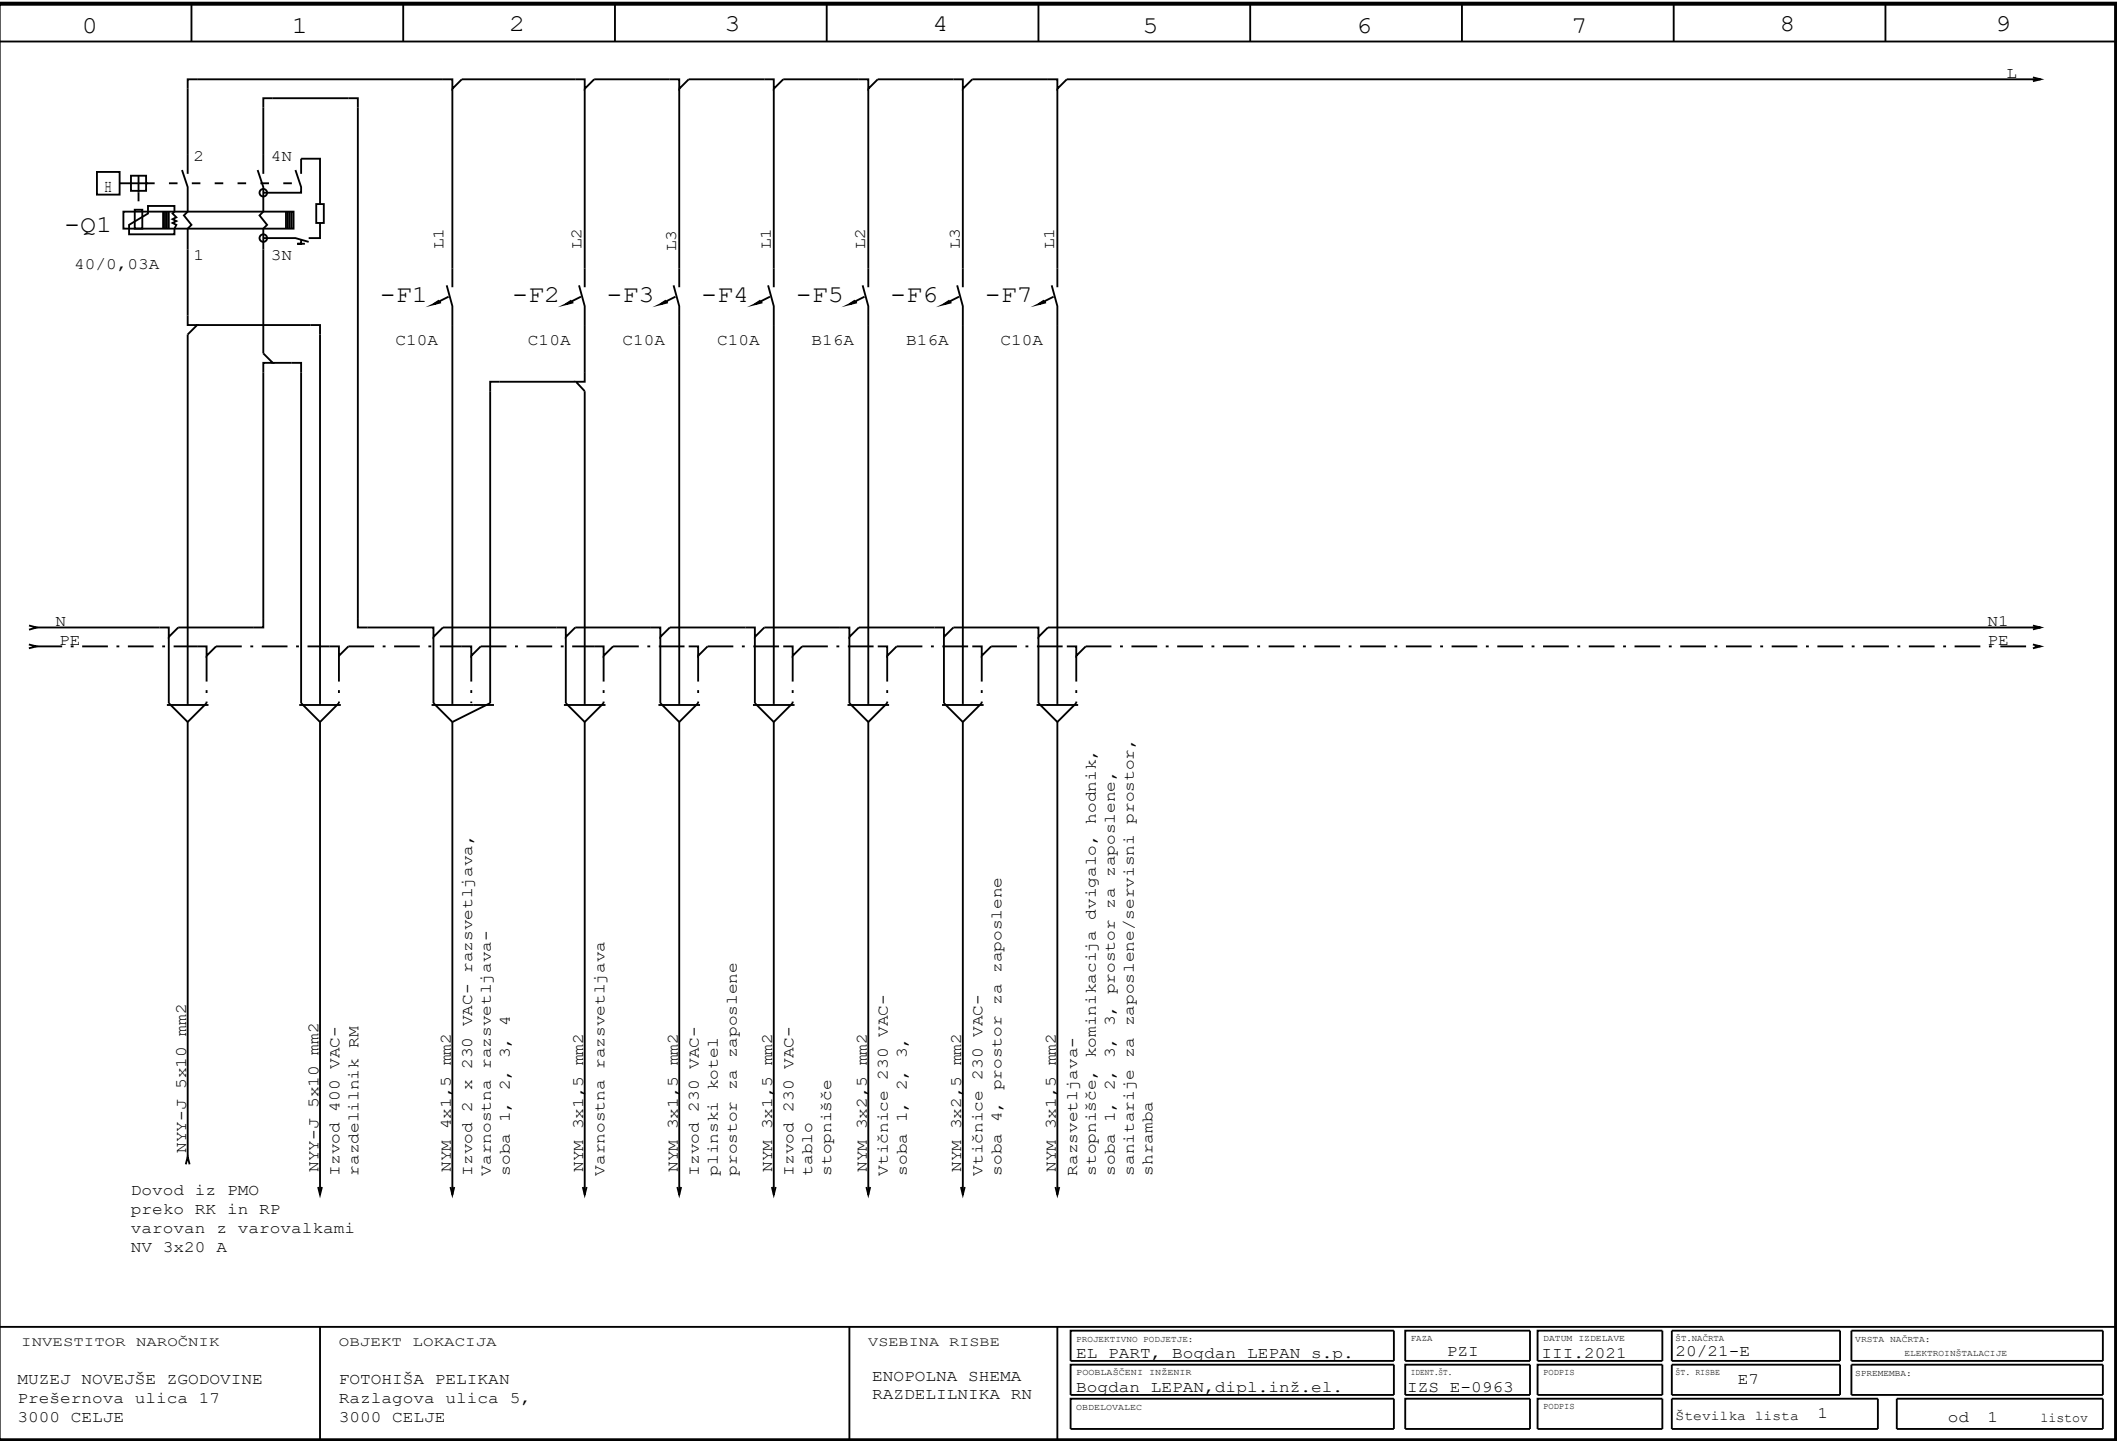 0 1 2 3 4 5 6 7 8 9
L
2 4N
H
-Q1
1 3N
40/0,03A
L1 L2 L3 L1 L2 L3 L1
-F1 -F2 -F3 -F4 -F5 -F6 -F7
C10A C10A C10A C10A B16A B16A C10A
N N1
PE PE
NYY-J 5x10 mm2
NYY-J 5x10 mm2
Izvod 400 VAC-
razdelilnik RM
NYM 4x1,5 mm2
Izvod 2 x 230 VAC- razsvetljava,
Varnostna razsvetljava-
soba 1, 2, 3, 4
NYM 3x1,5 mm2
Varnostna razsvetljava
NYM 3x1,5 mm2
Izvod 230 VAC-
plinski kotel
prostor za zaposlene
NYM 3x1,5 mm2
Izvod 230 VAC-
tablo
stopnišče
NYM 3x2,5 mm2
Vtičnice 230 VAC-
soba 1, 2, 3,
NYM 3x2,5 mm2
Vtičnice 230 VAC-
soba 4, prostor za zaposlene
NYM 3x1,5 mm2
Razsvetljava-
stopnišče, kominikacija dvigalo, hodnik,
soba 1, 2, 3, 3, prostor za zaposlene,
sanitarije za zaposlene/servisni prostor,
shramba
Dovod iz PMO
preko RK in RP
varovan z varovalkami
NV 3x20 A
INVESTITOR NAROČNIK
MUZEJ NOVEJŠE ZGODOVINE
Prešernova ulica 17
3000 CELJE
OBJEKT LOKACIJA
FOTOHIŠA PELIKAN
Razlagova ulica 5,
3000 CELJE
VSEBINA RISBE
ENOPOLNA SHEMA
RAZDELILNIKA RN
PROJEKTIVNO PODJETJE:
EL PART, Bogdan LEPAN s.p.
POOBLAŠČENI INŽENIR
Bogdan LEPAN,dipl.inž.el.
OBDELOVALEC
FAZA
PZI
IDENT.ŠT.
IZS E-0963
DATUM IZDELAVE
III.2021
PODPIS
PODPIS
ŠT.NAČRTA
20/21-E
ŠT. RISBE E7
Številka lista 1
VRSTA NAČRTA:
ELEKTROINŠTALACIJE
SPREMEMBA:
od 1 listov